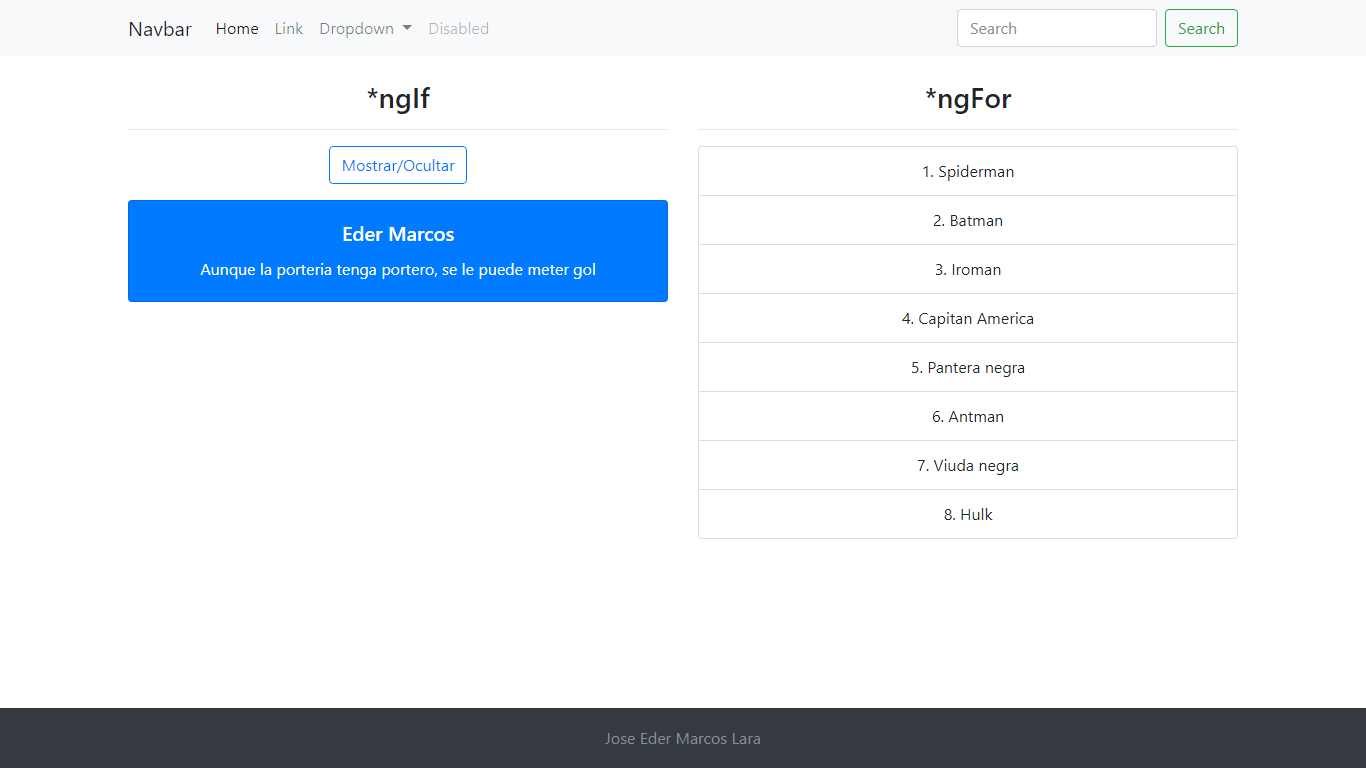 Navbar Home Link Dropdown Disabled Search Search
*ngIf
Mostrar/Ocultar
Eder Marcos
Aunque la porteria tenga portero, se le puede meter gol
*ngFor
1. Spiderman
2. Batman
3. Iroman
4. Capitan America
5. Pantera negra
6. Antman
7. Viuda negra
8. Hulk
Jose Eder Marcos Lara